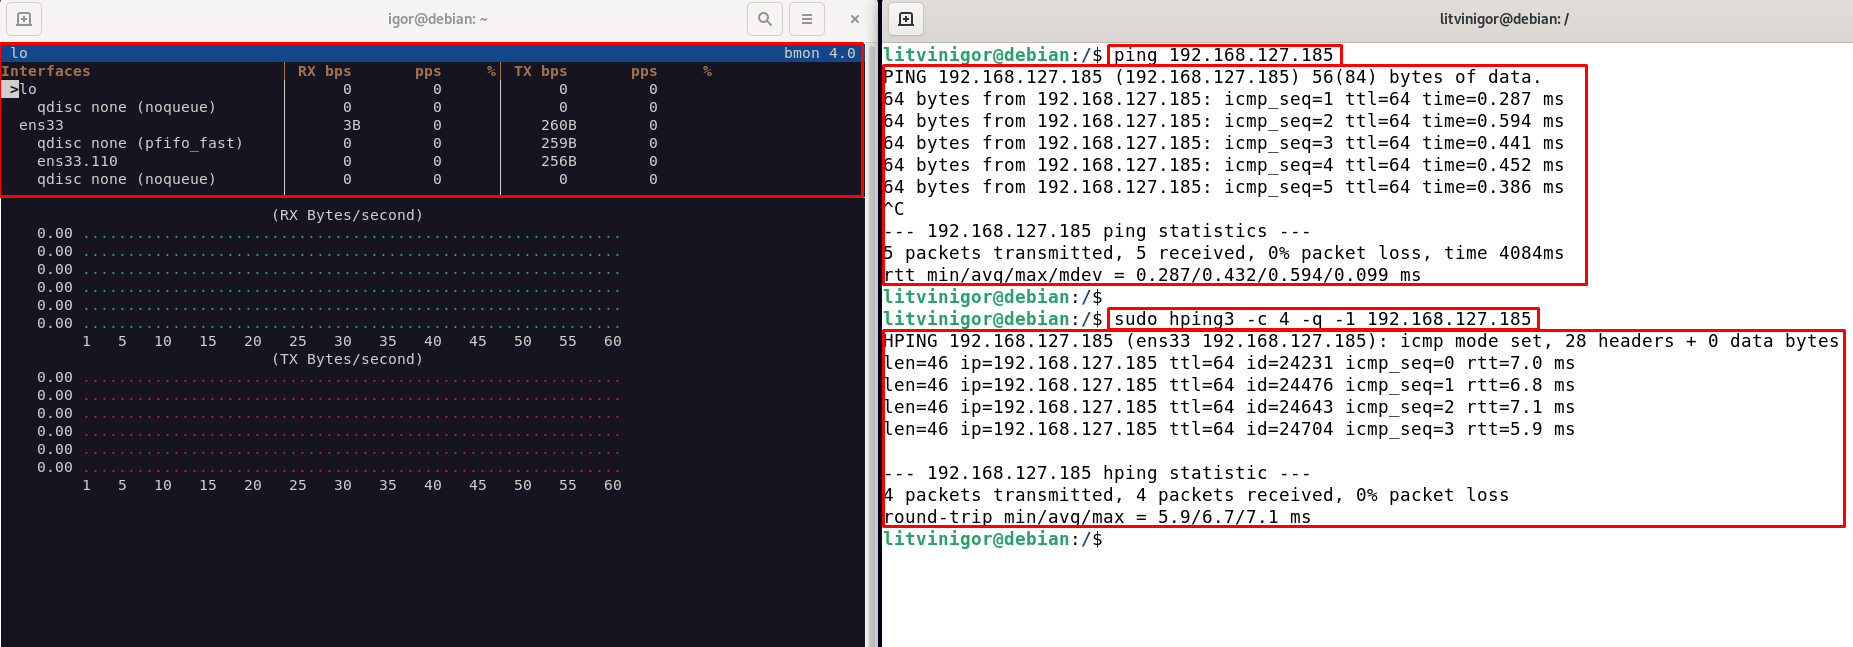 igor@debian: ~
lo bmon 4.0
Interfaces RX bps pps % TX bps pps %
>lo 0 0 0 0
qdisc none (noqueue) 0 0 0 0
ens33 3B 0 260B 0
qdisc none (pfifo_fast) 0 0 259B 0
ens33.110 0 0 256B 0
qdisc none (noqueue) 0 0 0 0
(RX Bytes/second)
0.00
0.00
0.00
0.00
0.00
0.00
1 5 10 15 20 25 30 35 40 45 50 55 60
(TX Bytes/second)
0.00
0.00
0.00
0.00
0.00
0.00
1 5 10 15 20 25 30 35 40 45 50 55 60
litvinigor@debian: /
litvinigor@debian:/$ ping 192.168.127.185
PING 192.168.127.185 (192.168.127.185) 56(84) bytes of data.
64 bytes from 192.168.127.185: icmp_seq=1 ttl=64 time=0.287 ms
64 bytes from 192.168.127.185: icmp_seq=2 ttl=64 time=0.594 ms
64 bytes from 192.168.127.185: icmp_seq=3 ttl=64 time=0.441 ms
64 bytes from 192.168.127.185: icmp_seq=4 ttl=64 time=0.452 ms
64 bytes from 192.168.127.185: icmp_seq=5 ttl=64 time=0.386 ms
^C
--- 192.168.127.185 ping statistics ---
5 packets transmitted, 5 received, 0% packet loss, time 4084ms
rtt min/avg/max/mdev = 0.287/0.432/0.594/0.099 ms
litvinigor@debian:/$
litvinigor@debian:/$ sudo hping3 -c 4 -q -1 192.168.127.185
HPING 192.168.127.185 (ens33 192.168.127.185): icmp mode set, 28 headers + 0 data bytes
len=46 ip=192.168.127.185 ttl=64 id=24231 icmp_seq=0 rtt=7.0 ms
len=46 ip=192.168.127.185 ttl=64 id=24476 icmp_seq=1 rtt=6.8 ms
len=46 ip=192.168.127.185 ttl=64 id=24643 icmp_seq=2 rtt=7.1 ms
len=46 ip=192.168.127.185 ttl=64 id=24704 icmp_seq=3 rtt=5.9 ms
--- 192.168.127.185 hping statistic ---
4 packets transmitted, 4 packets received, 0% packet loss
round-trip min/avg/max = 5.9/6.7/7.1 ms
litvinigor@debian:/$